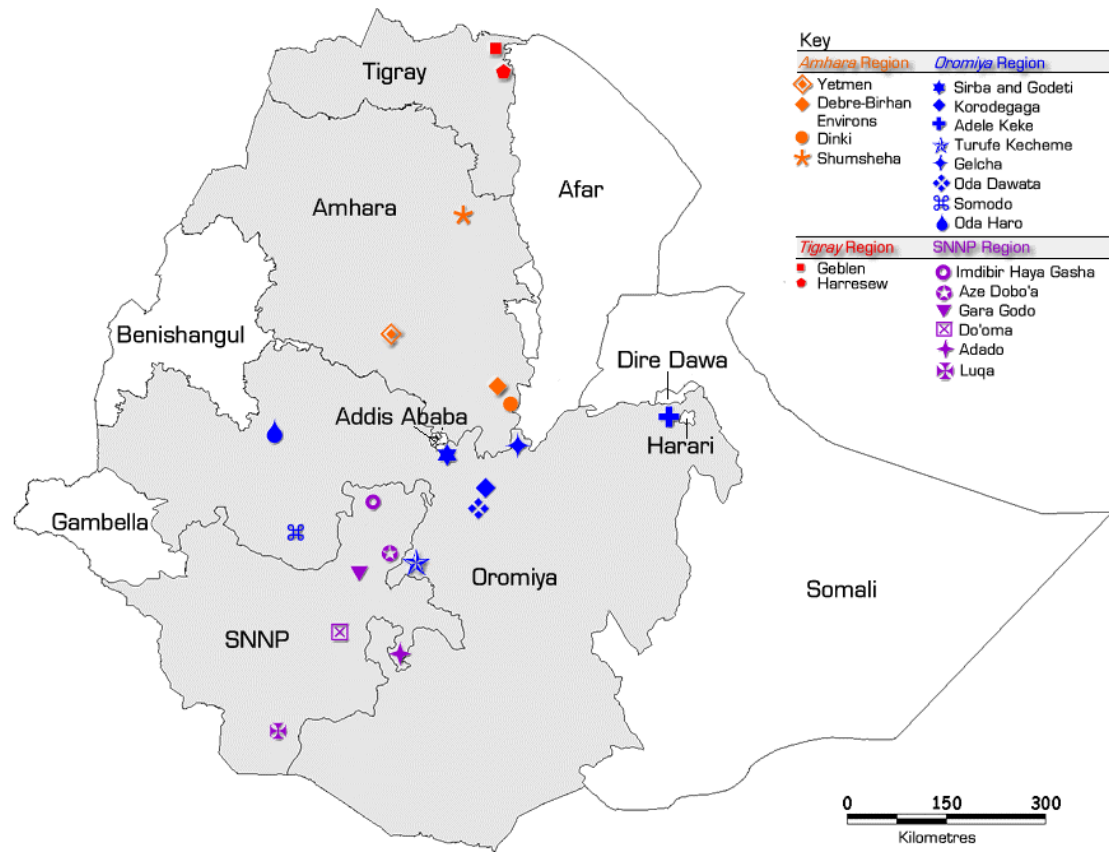 Tigray
Afar
Amhara
Benishangul
Dire Dawa
Addis Ababa
Harari
Gambella
Oromiya
Somali
SNNP
Key
Amhara Region
Yetmen
Debre-Birhan
Environs
Dinki
Shumsheha
Oromiya Region
Sirba and Godeti
Korodegaga
Adele Keke
Turufe Kecheme
Gelcha
Oda Dawata
Somodo
Oda Haro
Tigray Region
Geblen
Harresew
SNNP Region
Imdibir Haya Gasha
Aze Dobo'a
Gara Godo
Do'oma
Adado
Luqa
0 150 300
Kilometres